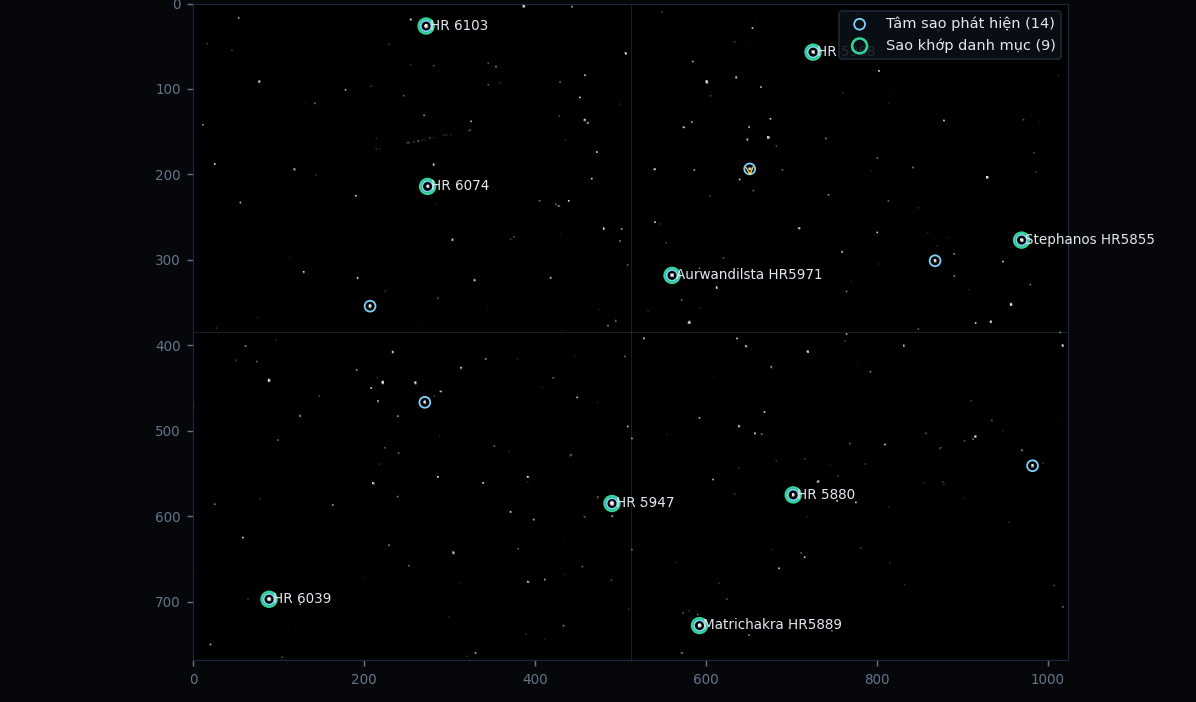 0
HR 6103
HR
Tâm sao phát hiện (14)
Sao khớp danh mục (9)
100
HR 6074
200
Stephanos HR5855
Aurwandilsta HR5971
300
400
500
HR 5947
HR 5880
600
HR 6039
Matrichakra HR5889
700
0
200
400
600
800
1000